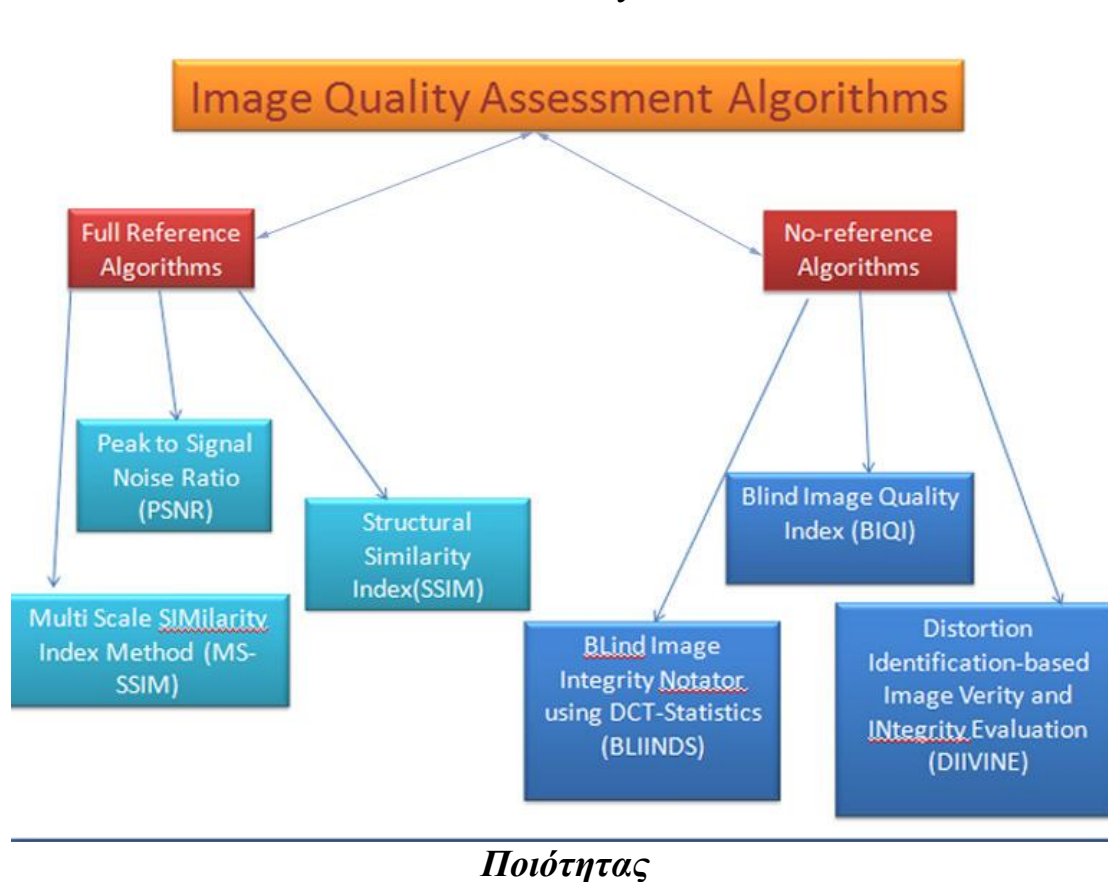 Image Quality Assessment Algorithms
Full Reference
Algorithms
No-reference
Algorithms
Peak to Signal
Noise Ratio
(PSNR)
Structural
Similarity
Index(SSIM)
Multi Scale SIMilarity
Index Method (MS-
SSIM)
Blind Image Quality
Index (BIQI)
BLind Image
Integrity Notator
using DCT-Statistics
(BLIINDS)
Distortion
Identification-based
Image Verity and
INtegrity Evaluation
(DIIVINE)
Ποιότητας